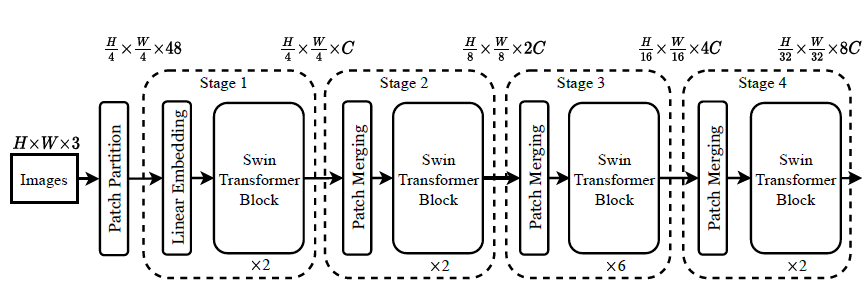 H/4 × W/4 × 48
H/4 × W/4 × C
H/8 × W/8 × 2C
H/16 × W/16 × 4C
H/32 × W/32 × 8C
Stage 1
Stage 2
Stage 3
Stage 4
H×W×3
Images
Patch Partition
Linear Embedding
Swin
Transformer
Block
×2
Patch Merging
Swin
Transformer
Block
×2
Patch Merging
Swin
Transformer
Block
×6
Patch Merging
Swin
Transformer
Block
×2